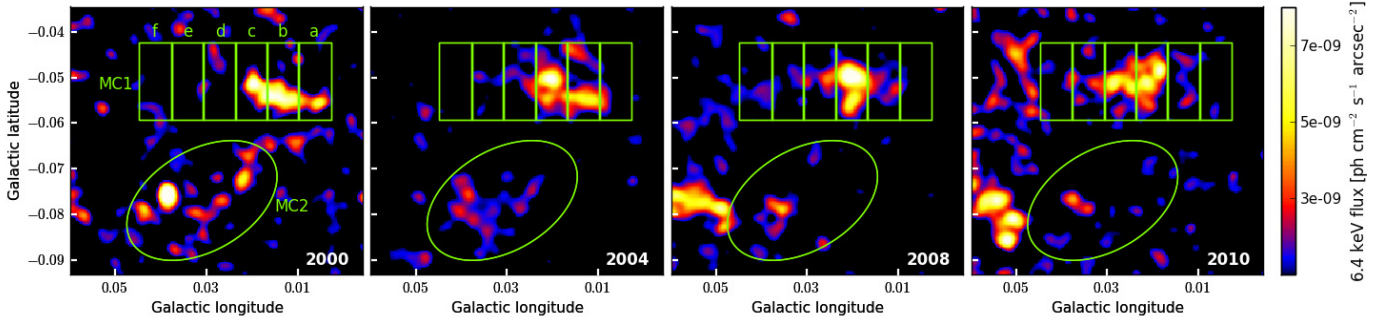 f e d c b a
MC1
MC2
2000
2004
2008
2010
−0.04
−0.05
−0.06
−0.07
−0.08
−0.09
Galactic latitude
0.05 0.03 0.01
0.05 0.03 0.01
0.05 0.03 0.01
0.05 0.03 0.01
Galactic longitude
Galactic longitude
Galactic longitude
Galactic longitude
7e-09
5e-09
3e-09
6.4 keV flux [ph cm⁻² s⁻¹ arcsec⁻²]